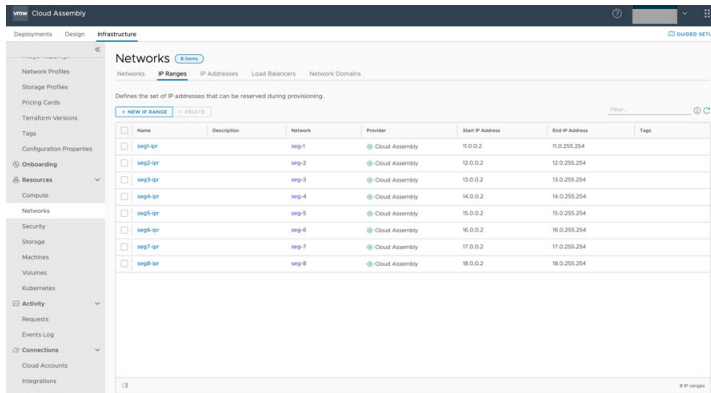 vmw Cloud Assembly
Deployments Design Infrastructure GUIDED SETU
Network Profiles
Storage Profiles
Pricing Cards
Terraform Versions
Tags
Configuration Properties
Onboarding
Resources
Compute
Networks
Security
Storage
Machines
Volumes
Kubernetes
Activity
Requests
Events Log
Connections
Cloud Accounts
Integrations
Networks 8 items
Networks IP Ranges IP Addresses Load Balancers Network Domains
Defines the set of IP addresses that can be reserved during provisioning.
+ NEW IP RANGE × DELETE Filter...
Name Description Network Provider Start IP Address End IP Address Tags
seg1-ipr seg-1 Cloud Assembly 11.0.0.2 11.0.255.254
seg2-ipr seg-2 Cloud Assembly 12.0.0.2 12.0.255.254
seg3-ipr seg-3 Cloud Assembly 13.0.0.2 13.0.255.254
seg4-ipr seg-4 Cloud Assembly 14.0.0.2 14.0.255.254
seg5-ipr seg-5 Cloud Assembly 15.0.0.2 15.0.255.254
seg6-ipr seg-6 Cloud Assembly 16.0.0.2 16.0.255.254
seg7-ipr seg-7 Cloud Assembly 17.0.0.2 17.0.255.254
seg8-ipr seg-8 Cloud Assembly 18.0.0.2 18.0.255.254
8 IP ranges